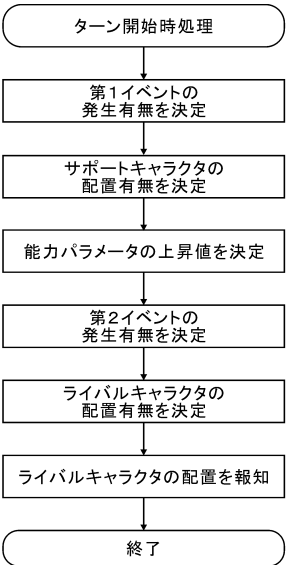 ターン開始時処理
第1イベントの
発生有無を決定
サポートキャラクタの
配置有無を決定
能力パラメータの上昇値を決定
第2イベントの
発生有無を決定
ライバルキャラクタの
配置有無を決定
ライバルキャラクタの配置を報知
終了